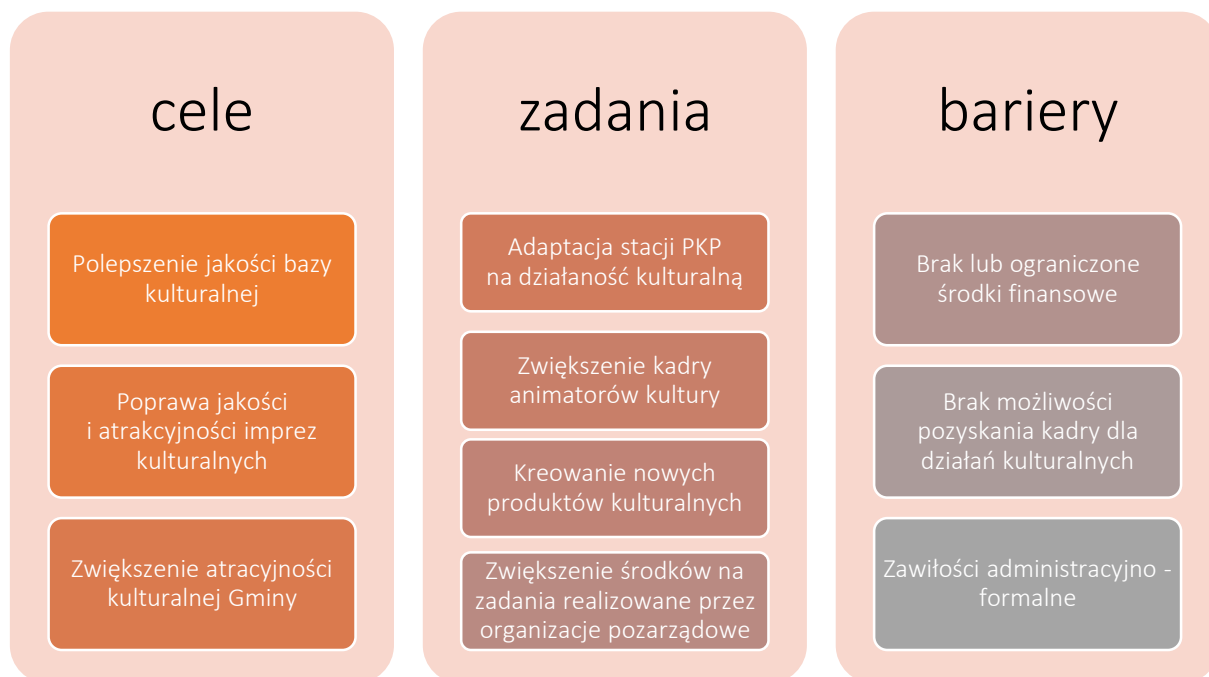 cele
Polepszenie jakości bazy
kulturalnej
Poprawa jakości
i atrakcyjności imprez
kulturalnych
Zwiększenie atracyjności
kulturalnej Gminy
zadania
Adaptacja stacji PKP
na działaność kulturalną
Zwiększenie kadry
animatorów kultury
Kreowanie nowych
produktów kulturalnych
Zwiększenie środków na
zadania realizowane przez
organizacje pozarządowe
bariery
Brak lub ograniczone
środki finansowe
Brak możliwości
pozyskania kadry dla
działań kulturalnych
Zawiłości administracyjno -
formalne